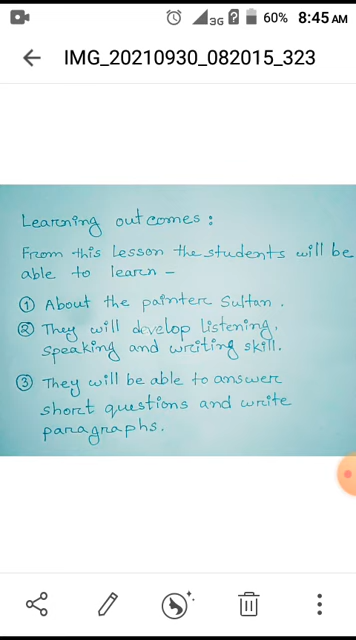 3G 60% 8:45 AM
IMG_20210930_082015_323
Learning outcomes :
From this lesson the students will be
able to learn –
① About the painter Sultan .
② They will develop listening,
speaking and writing skill.
③ They will be able to answer
short questions and write
paragraphs.